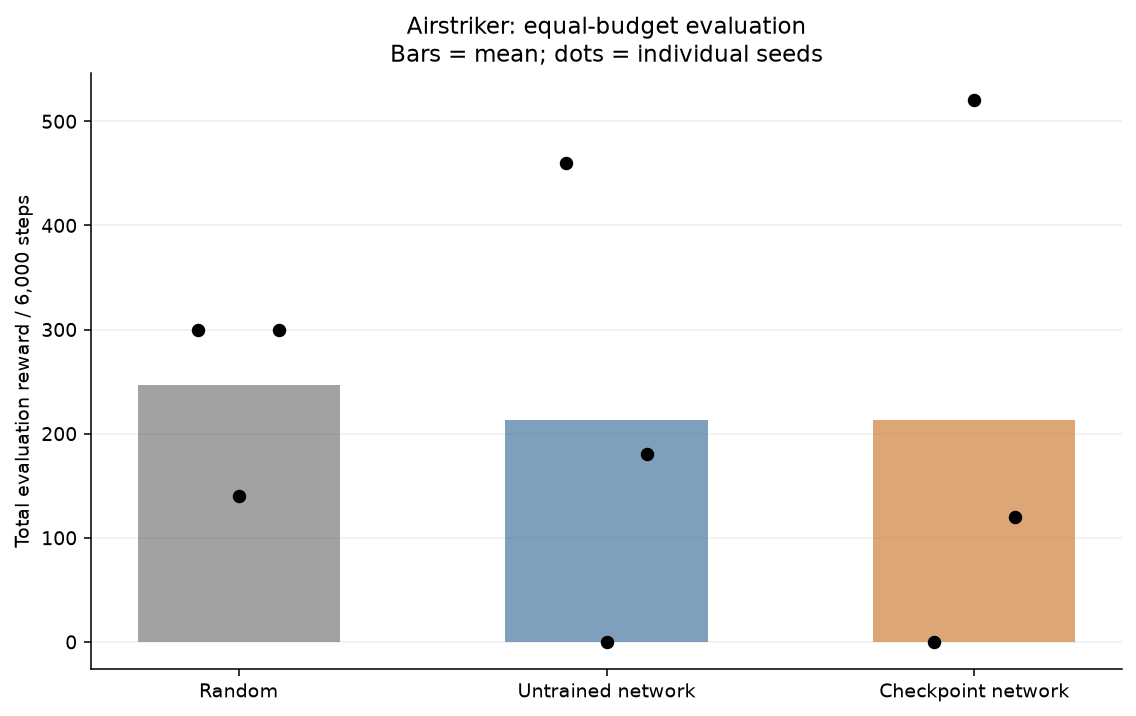 Airstriker: equal-budget evaluation
Bars = mean; dots = individual seeds
Total evaluation reward / 6,000 steps
500
400
300
200
100
0
Random
Untrained network
Checkpoint network